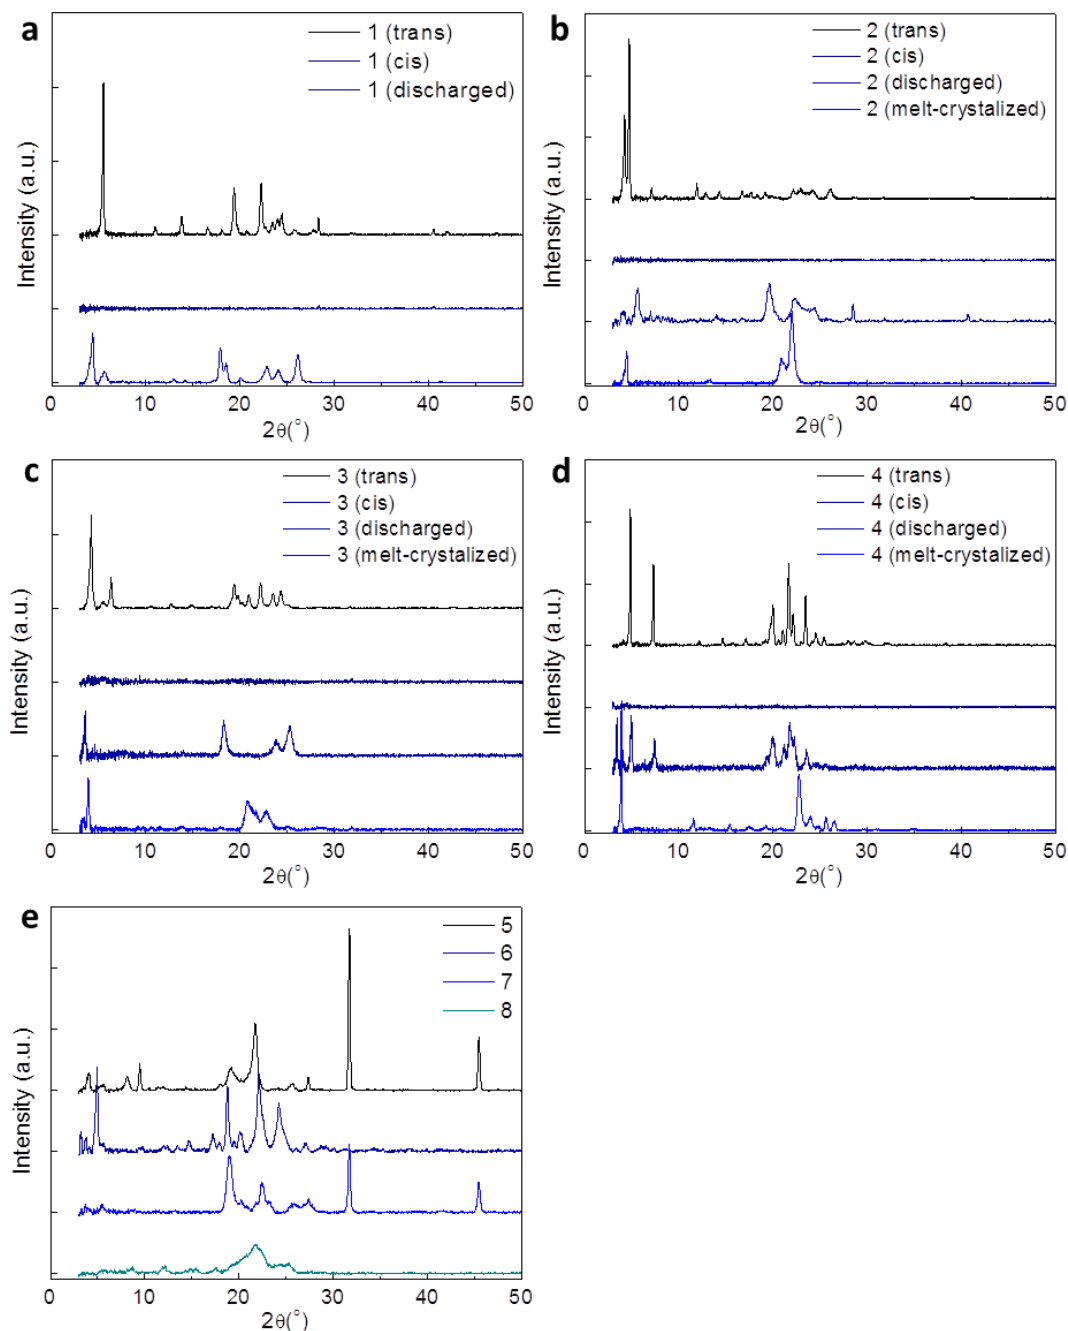 a
1 (trans)
1 (cis)
1 (discharged)
Intensity (a.u.)
0 10 20 30 40 50
2θ(°)
b
2 (trans)
2 (cis)
2 (discharged)
2 (melt-crystalized)
Intensity (a.u.)
0 10 20 30 40 50
2θ(°)
c
3 (trans)
3 (cis)
3 (discharged)
3 (melt-crystalized)
Intensity (a.u.)
0 10 20 30 40 50
2θ(°)
d
4 (trans)
4 (cis)
4 (discharged)
4 (melt-crystalized)
Intensity (a.u.)
0 10 20 30 40 50
2θ(°)
e
5
6
7
8
Intensity (a.u.)
0 10 20 30 40 50
2θ(°)